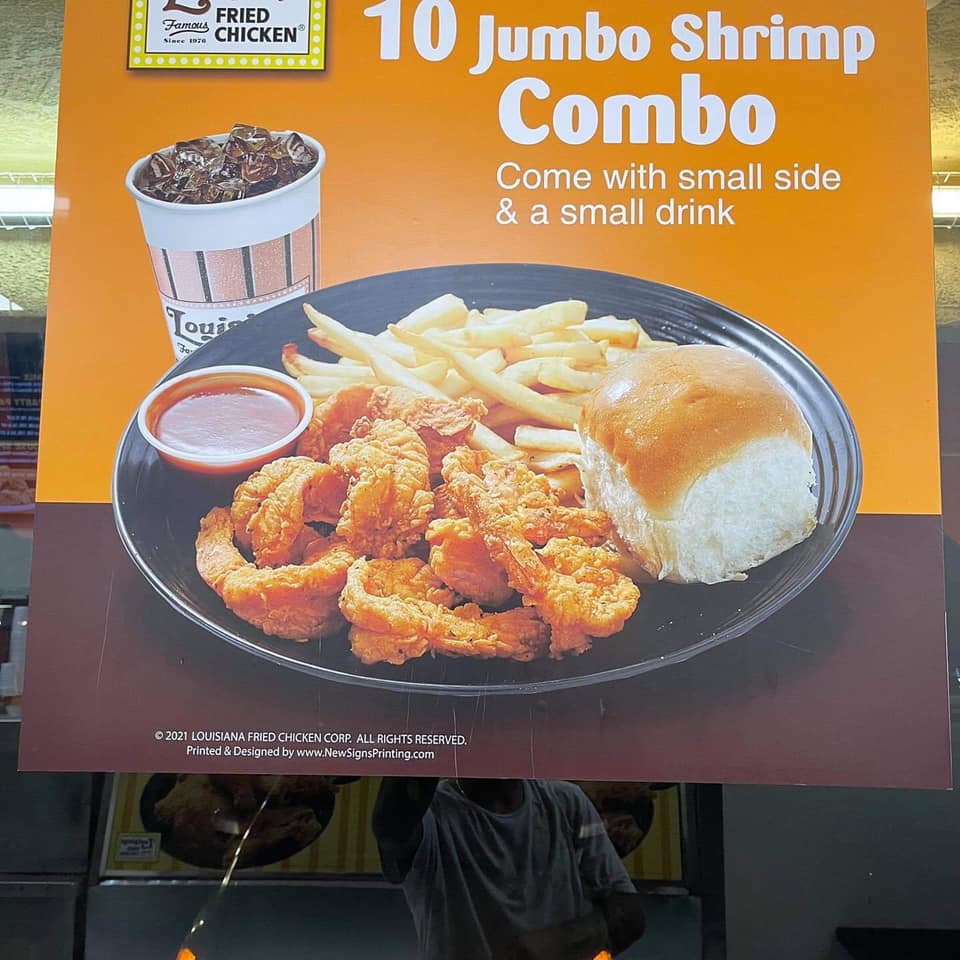 FRIED
Famous CHICKEN®
Since 1976
10 Jumbo Shrimp
Combo
Come with small side
& a small drink
© 2021 LOUISIANA FRIED CHICKEN CORP. ALL RIGHTS RESERVED.
Printed & Designed by www.NewSignsPrinting.com